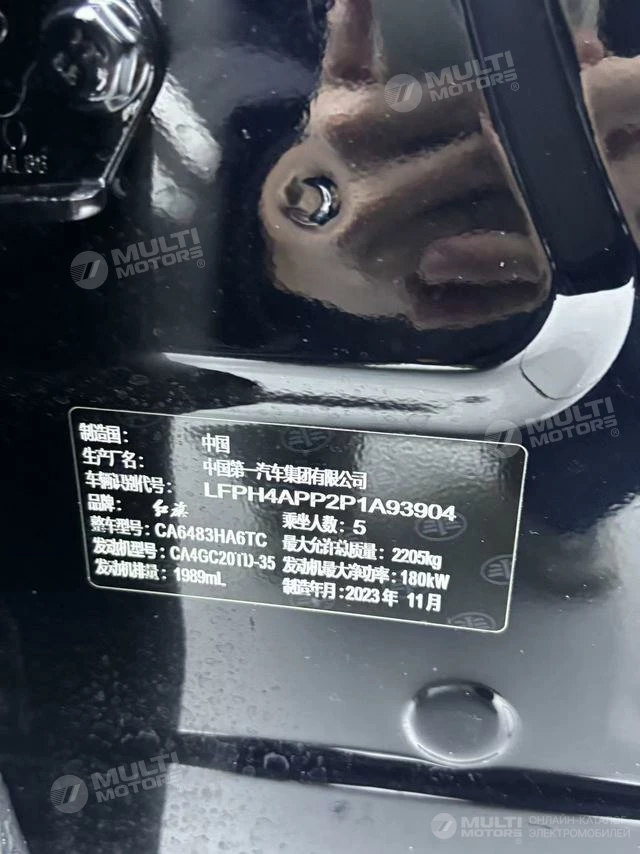 MULTI
MOTORS®
AL66
MULTI
MOTORS®
制造国: 中国
生产厂名: 中国第一汽车集团有限公司
车辆识别代号: LFPH4APP2P1A93904
品牌: 红旗 乘坐人数: 5
整车型号: CA6483HA6TC 最大允许总质量: 2205kg
发动机型号: CA4GC20TD-35 发动机最大净功率: 180kW
发动机排量: 1989mL 制造年月: 2023年 11月
MULTI
MOTORS®
MULTI
MOTORS
MULTI
MOTORS
ОНЛАЙН-КАТАЛОГ
ЭЛЕКТРОМОБИЛЕЙ